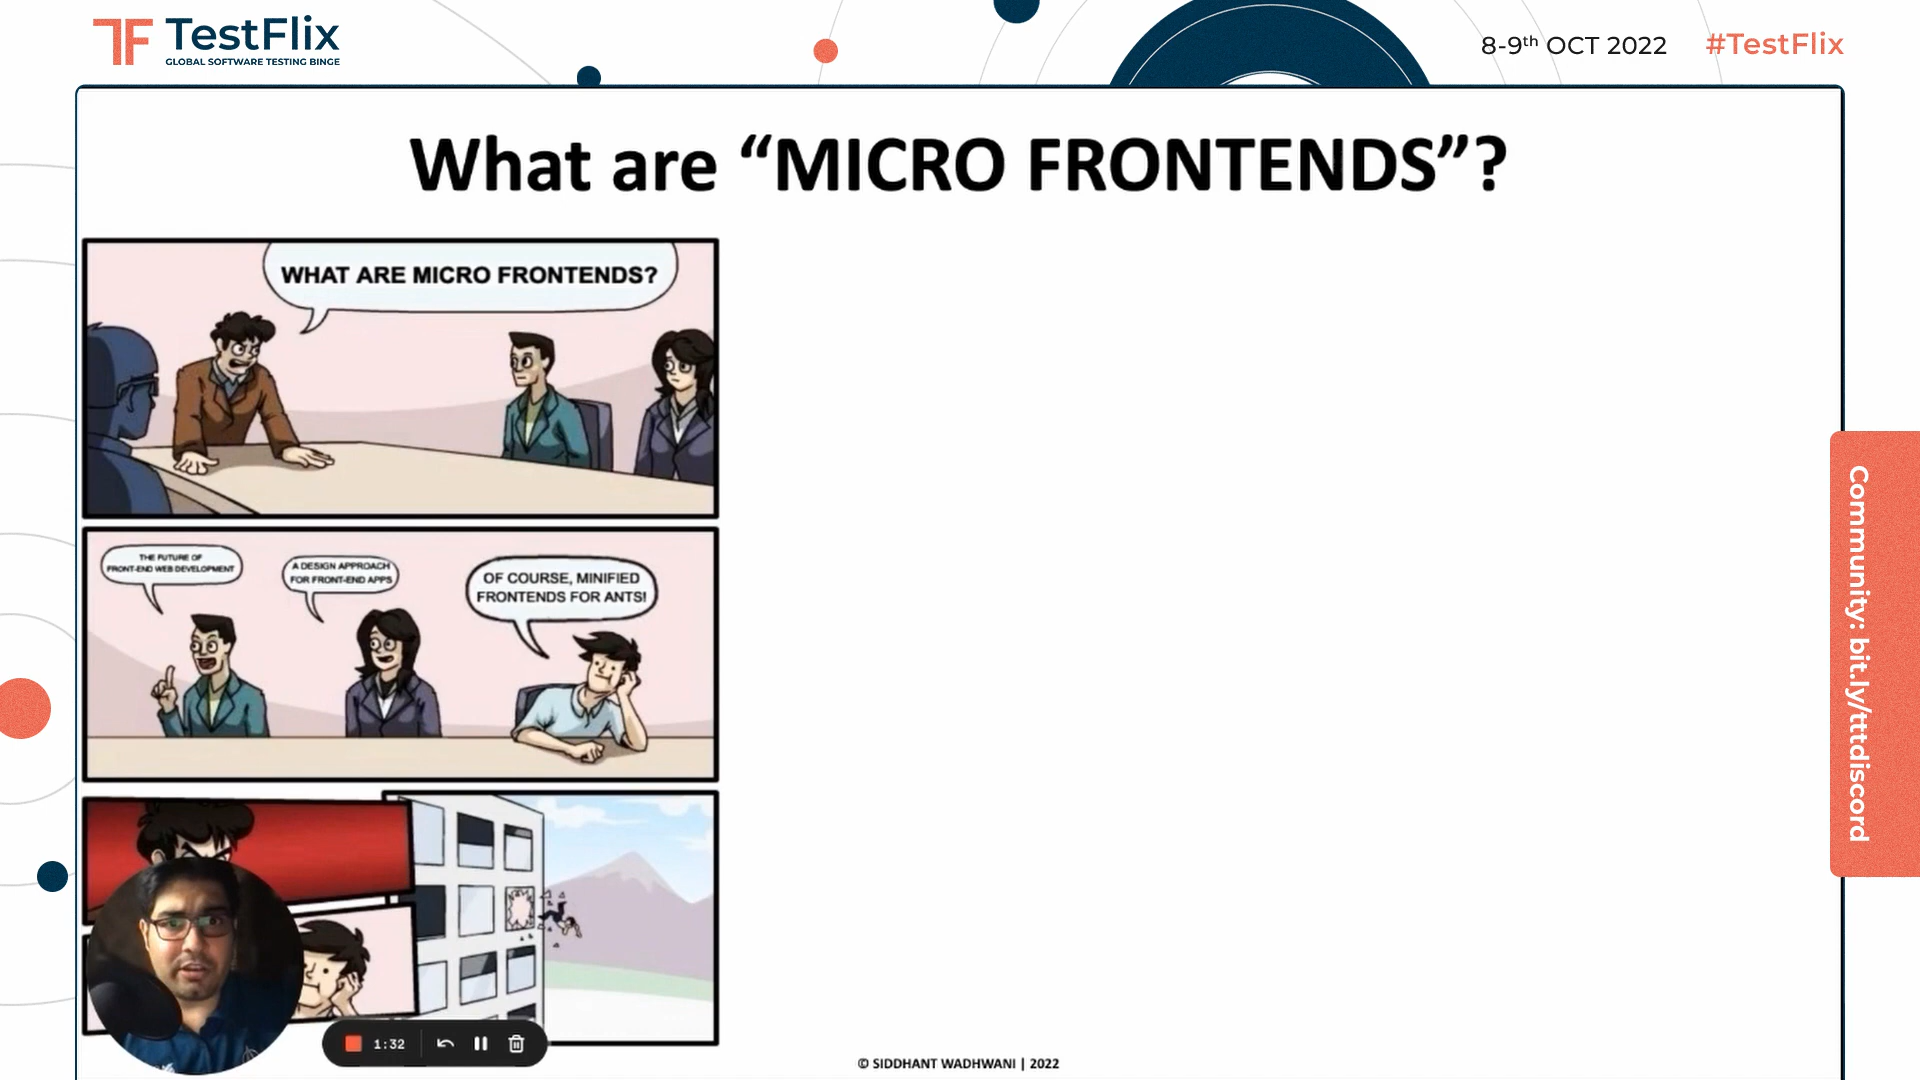 TF TestFlix
GLOBAL SOFTWARE TESTING BINGE
8-9th OCT 2022
#TestFlix
What are “MICRO FRONTENDS”?
WHAT ARE MICRO FRONTENDS?
THE FUTURE OF
FRONT-END WEB DEVELOPMENT
A DESIGN APPROACH
FOR FRONT-END APPS
OF COURSE, MINIFIED
FRONTENDS FOR ANTS!
Community: bit.ly/tttdiscord
1:32
© SIDDHANT WADHWANI | 2022